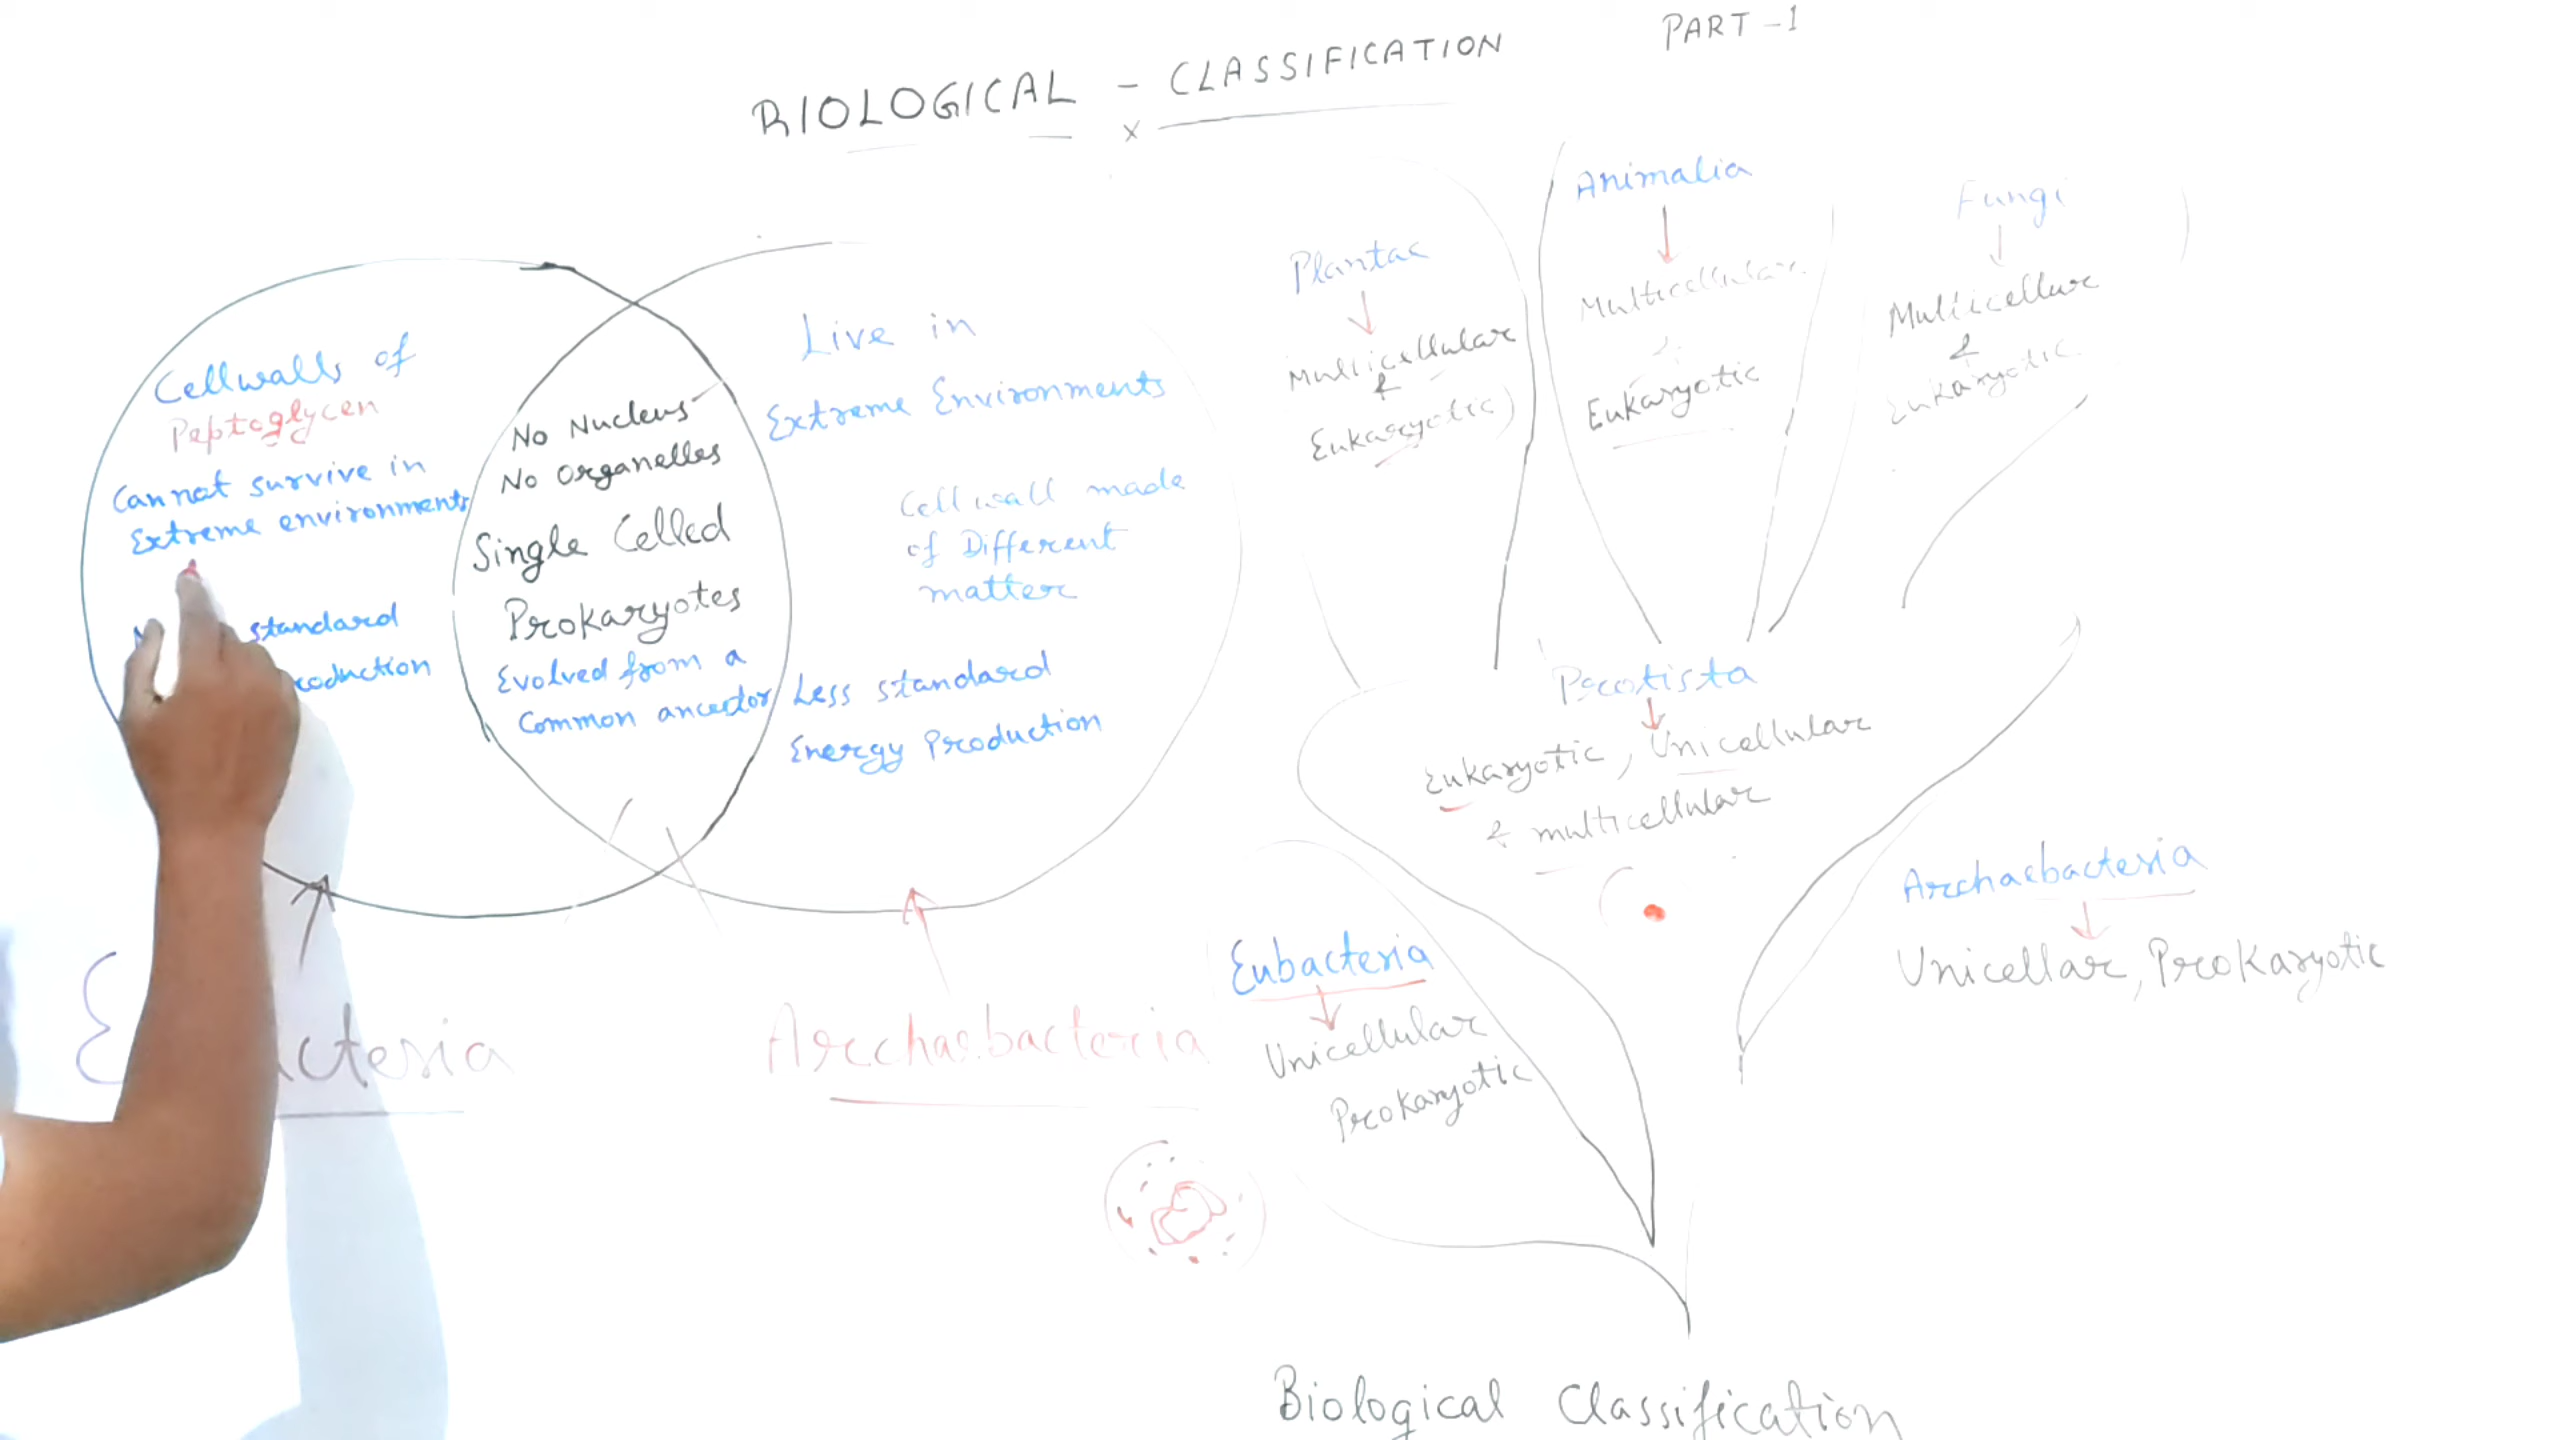 BIOLOGICAL - CLASSIFICATION
PART -1
Cellwalls of
Peptoglycen
Cannot survive in
Extreme environments
standard
No Nucleus
No Organelles
Single Celled
Prokaryotes
Evolved from a
Common ancestor
Live in
Extreme Environments
Cell wall made
of Different
matter
Less standard
Energy Production
Archaebacteria
Plantae
Multicellular
&
Eukaryotic
Animalia
Multicellular
&
Eukaryotic
Fungi
Multicellur
&
Eukaryotic
Protista
Eukaryotic, Unicellular
& multicellular
Eubacteria
Unicellular
Prokaryotic
Archaebacteria
Unicellar, Prokaryotic
Biological Classification